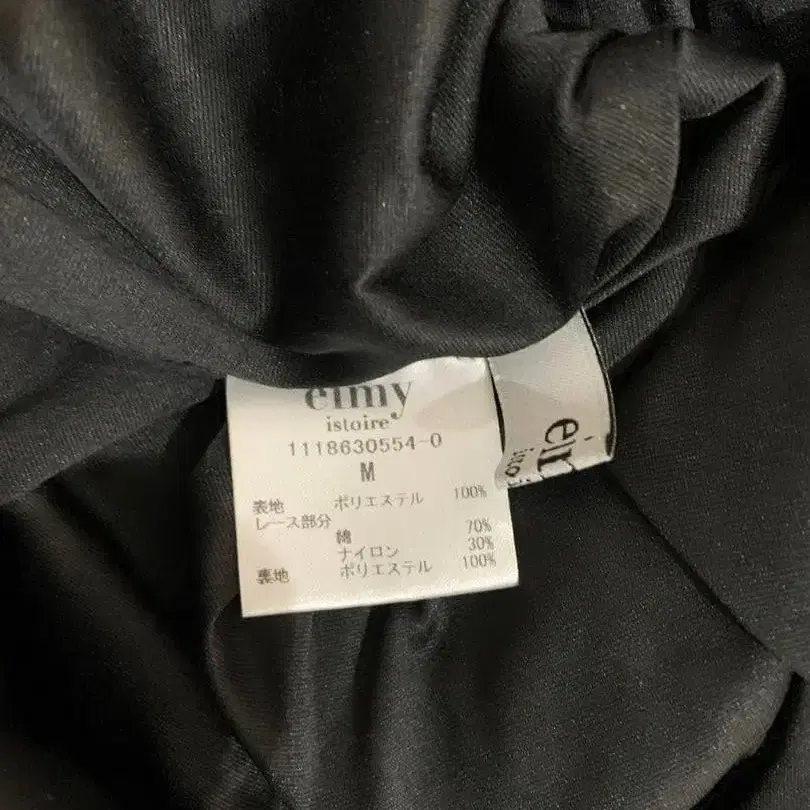 eimy
istoire
1118630554-0
M
表地 ポリエステル 100%
レース部分
綿 70%
ナイロン 30%
裏地 ポリエステル 100%